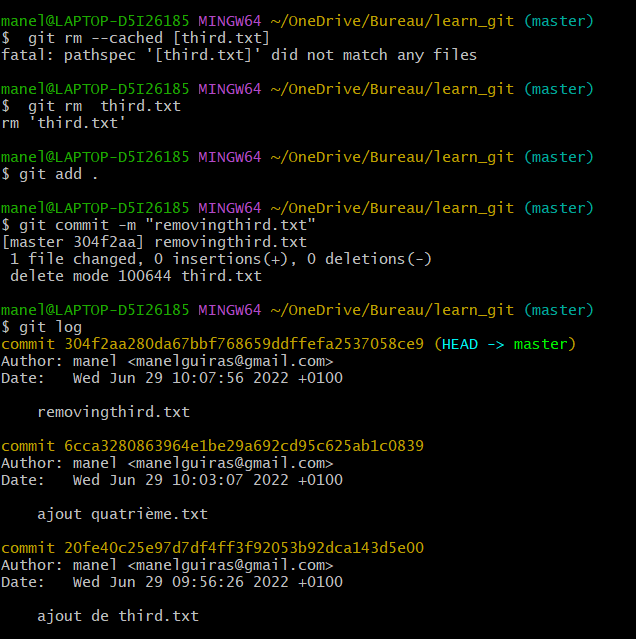 manel@LAPTOP-D5I26185 MINGW64 ~/OneDrive/Bureau/learn_git (master)
$  git rm --cached [third.txt]
fatal: pathspec '[third.txt]' did not match any files
manel@LAPTOP-D5I26185 MINGW64 ~/OneDrive/Bureau/learn_git (master)
$  git rm  third.txt
rm 'third.txt'
manel@LAPTOP-D5I26185 MINGW64 ~/OneDrive/Bureau/learn_git (master)
$ git add .
manel@LAPTOP-D5I26185 MINGW64 ~/OneDrive/Bureau/learn_git (master)
$ git commit -m "removingthird.txt"
[master 304f2aa] removingthird.txt
 1 file changed, 0 insertions(+), 0 deletions(-)
 delete mode 100644 third.txt
manel@LAPTOP-D5I26185 MINGW64 ~/OneDrive/Bureau/learn_git (master)
$ git log
commit 304f2aa280da67bbf768659ddffefa2537058ce9 (HEAD -> master)
Author: manel <manelguiras@gmail.com>
Date:   Wed Jun 29 10:07:56 2022 +0100
    removingthird.txt
commit 6cca3280863964e1be29a692cd95c625ab1c0839
Author: manel <manelguiras@gmail.com>
Date:   Wed Jun 29 10:03:07 2022 +0100
    ajout quatrième.txt
commit 20fe40c25e97d7df4ff3f92053b92dca143d5e00
Author: manel <manelguiras@gmail.com>
Date:   Wed Jun 29 09:56:26 2022 +0100
    ajout de third.txt